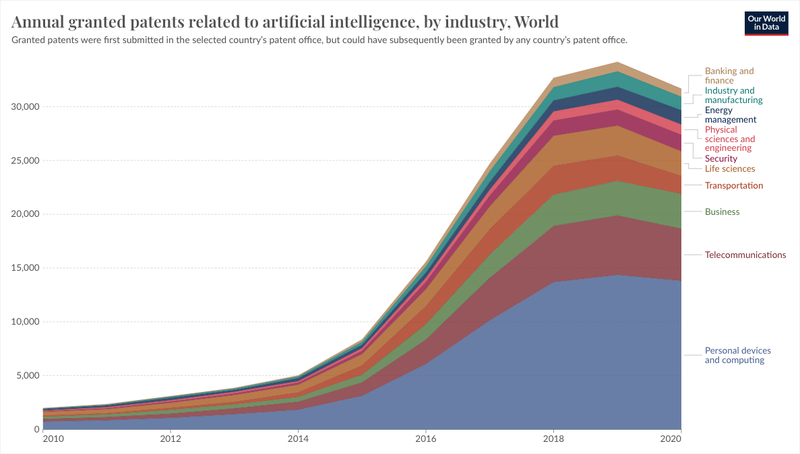 Annual granted patents related to artificial intelligence, by industry, World
Our World
in Data
Granted patents were first submitted in the selected country's patent office, but could have subsequently been granted by any country's patent office.
30,000
25,000
20,000
15,000
10,000
5,000
0
2010
2012
2014
2016
2018
2020
Banking and
finance
Industry and
manufacturing
Energy
management
Physical
sciences and
engineering
Security
Life sciences
Transportation
Business
Telecommunications
Personal devices
and computing